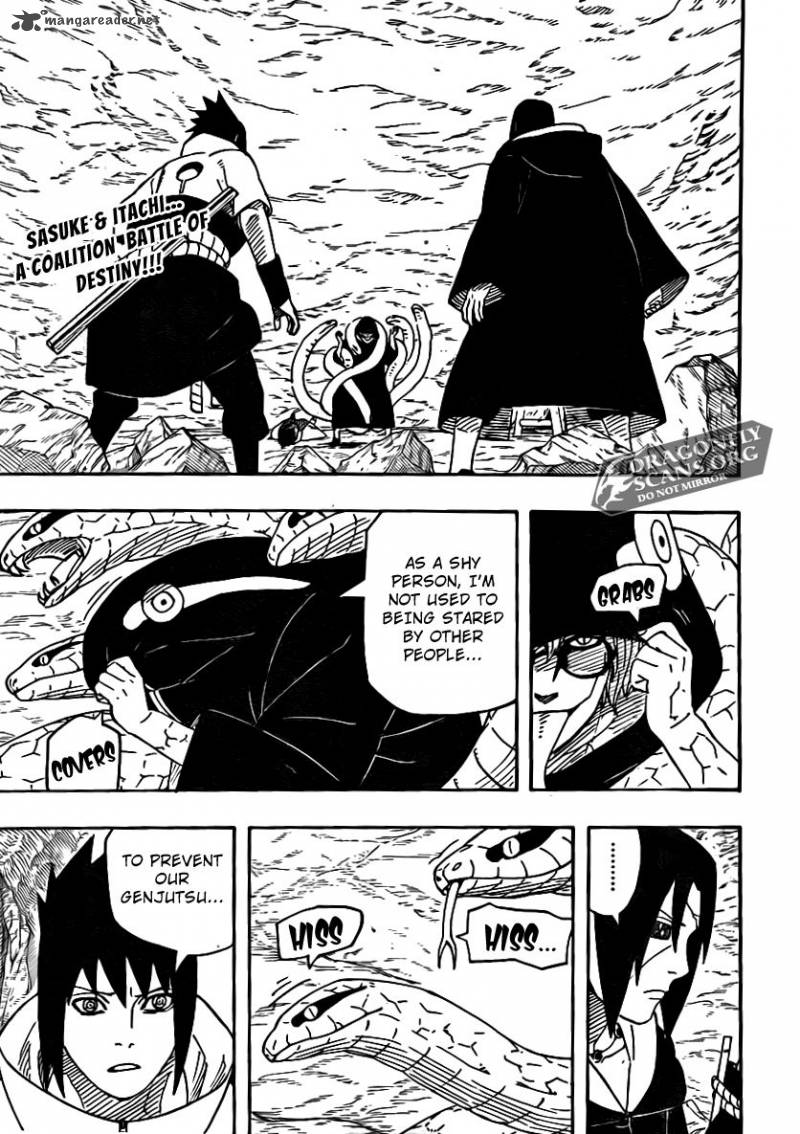 mangareader.net
SASUKE & ITACHI...
A COALITION BATTLE OF
DESTINY!!!
DRAGONFLY
SCANS.ORG
DO NOT MIRROR
GRABS
AS A SHY
PERSON, I'M
NOT USED TO
BEING STARED
BY OTHER
PEOPLE...
COVERS
.........
HISS...
HISS
TO PREVENT
OUR
GENJUTSU...